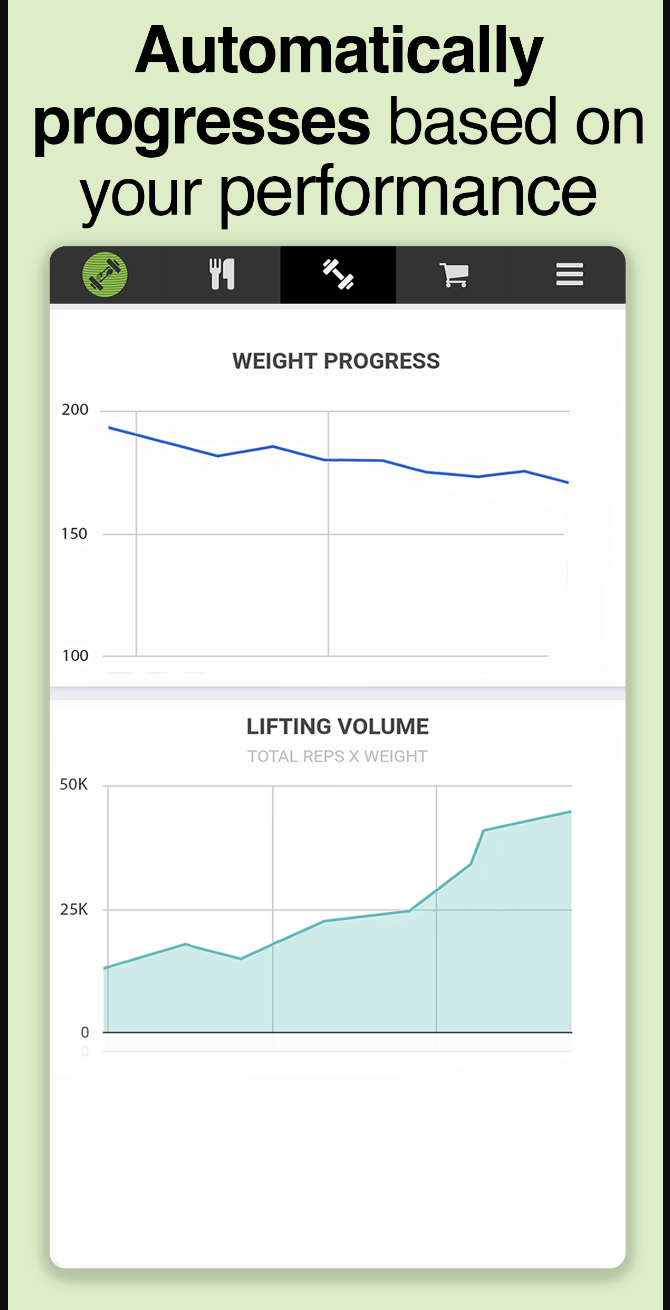 Automatically
progresses based on
your performance
WEIGHT PROGRESS
200
150
100
LIFTING VOLUME
TOTAL REPS X WEIGHT
50K
25K
0
0